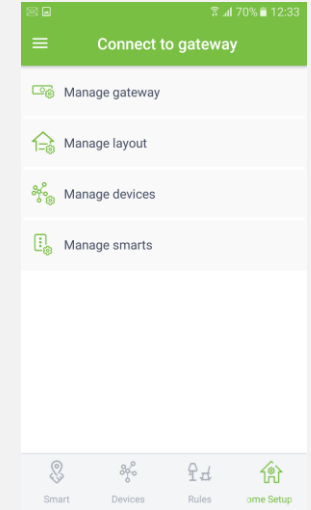 70% 12:33
Connect to gateway
Manage gateway
Manage layout
Manage devices
Manage smarts
Smart Devices Rules ome Setup